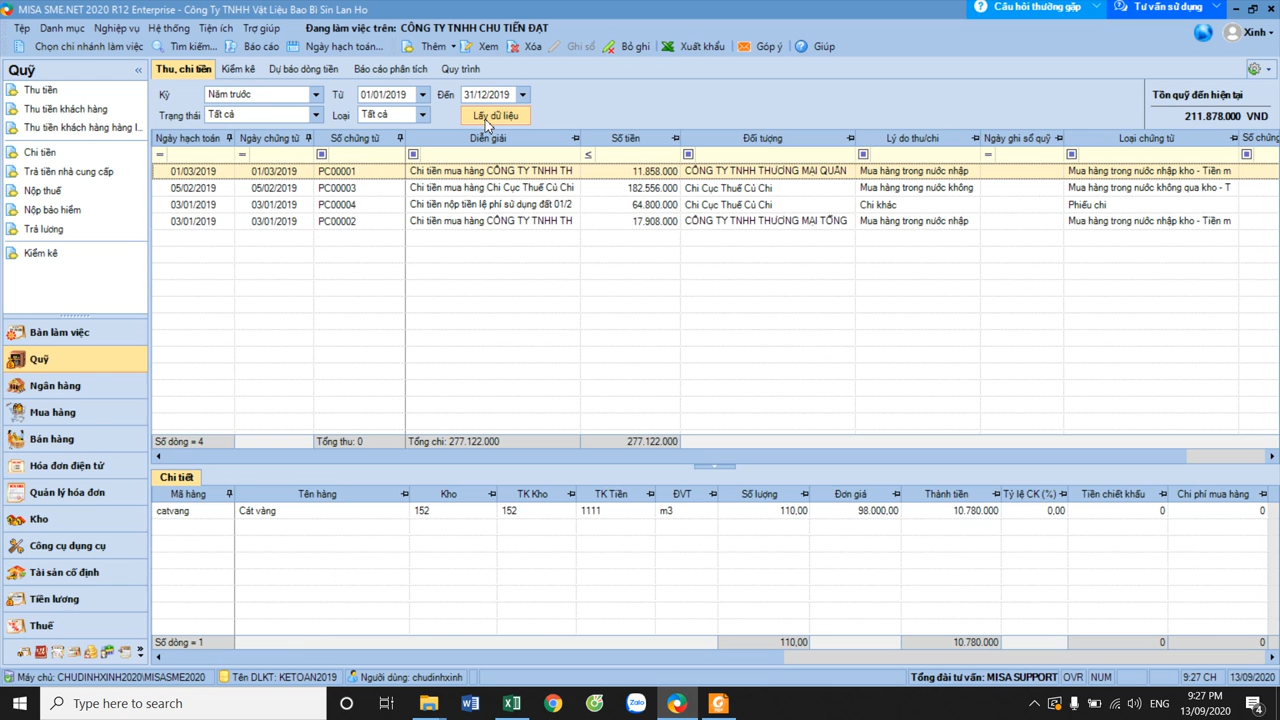 MISA SME.NET 2020 R12 Enterprise - Công Ty TNHH Vật Liệu Bao Bì Sin Lan Ho
Câu hỏi thường gặp
Tư vấn sử dụng
Tệp Danh mục Nghiệp vụ Hệ thống Tiện ích Trợ giúp Đang làm việc trên: CÔNG TY TNHH CHU TIẾN ĐẠT
Xinh
Chọn chi nhánh làm việc Tìm kiếm... Báo cáo Ngày hạch toán... Thêm Xem Xóa Ghi sổ Bỏ ghi Xuất khẩu Góp ý Giúp
Quỹ
Thu tiền
Thu tiền khách hàng
Thu tiền khách hàng hàng l...
Chi tiền
Trả tiền nhà cung cấp
Nộp thuế
Nộp bảo hiểm
Trả lương
Kiểm kê
Bàn làm việc
Quỹ
Ngân hàng
Mua hàng
Bán hàng
Hóa đơn điện tử
Quản lý hóa đơn
Kho
Công cụ dụng cụ
Tài sản cố định
Tiền lương
Thuế
Thu, chi tiền Kiểm kê Dự báo dòng tiền Báo cáo phân tích Quy trình
Kỳ Năm trước Từ 01/01/2019 Đến 31/12/2019
Trạng thái Tất cả Loại Tất cả Lấy dữ liệu
Tồn quỹ đến hiện tại
211.878.000 VND
Ngày hạch toán Ngày chứng từ Số chứng từ Diễn giải Số tiền Đối tượng Lý do thu/chi Ngày ghi sổ quỹ Loại chứng từ Số chứng
= = ≤ =
01/03/2019 01/03/2019 PC00001 Chi tiền mua hàng CÔNG TY TNHH TH 11.858.000 CÔNG TY TNHH THƯƠNG MẠI QUÂN Mua hàng trong nước nhập Mua hàng trong nước nhập kho - Tiền m
05/02/2019 05/02/2019 PC00003 Chi tiền mua hàng Chi Cục Thuế Củ Chi 182.556.000 Chi Cục Thuế Củ Chi Mua hàng trong nước không Mua hàng trong nước không qua kho - T
03/01/2019 03/01/2019 PC00004 Chi tiền nộp tiền lệ phí sử dụng đất 01/2 64.800.000 Chi Cục Thuế Củ Chi Chi khác Phiếu chi
03/01/2019 03/01/2019 PC00002 Chi tiền mua hàng CÔNG TY TNHH TH 17.908.000 CÔNG TY TNHH THƯƠNG MẠI TỔNG Mua hàng trong nước nhập Mua hàng trong nước nhập kho - Tiền m
Số dòng = 4 Tổng thu: 0 Tổng chi: 277.122.000 277.122.000
Chi tiết
Mã hàng Tên hàng Kho TK Kho TK Tiền ĐVT Số lượng Đơn giá Thành tiền Tỷ lệ CK (%) Tiền chiết khấu Chi phí mua hàng
catvang Cát vàng 152 152 1111 m3 110,00 98.000,00 10.780.000 0,00 0 0
Số dòng = 1 110,00 10.780.000 0 0
Máy chủ: CHUDINHXINH2020\MISASME2020 Tên DLKT: KETOAN2019 Người dùng: chudinhxinh Tổng đài tư vấn: MISA SUPPORT OVR NUM 9:27 CH 13/09/2020
Type here to search Zalo ENG 9:27 PM
13/09/2020